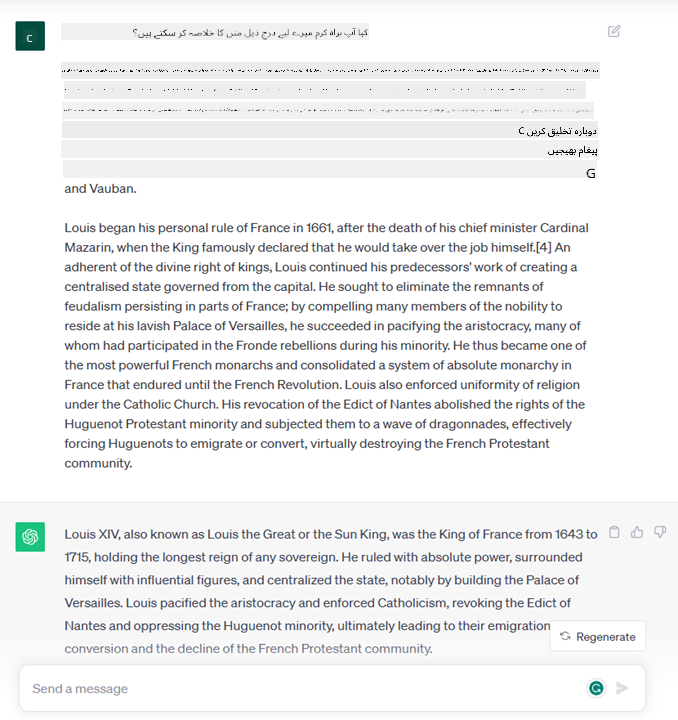 C
کیا آپ براہ کرم میرے لیے درج ذیل متن کا خلاصہ کر سکتے ہیں؟
دوبارہ تخلیق کریں C
پیغام بھیجیں
G
and Vauban.
Louis began his personal rule of France in 1661, after the death of his chief minister Cardinal
Mazarin, when the King famously declared that he would take over the job himself.[4] An
adherent of the divine right of kings, Louis continued his predecessors' work of creating a
centralised state governed from the capital. He sought to eliminate the remnants of
feudalism persisting in parts of France; by compelling many members of the nobility to
reside at his lavish Palace of Versailles, he succeeded in pacifying the aristocracy, many of
whom had participated in the Fronde rebellions during his minority. He thus became one of
the most powerful French monarchs and consolidated a system of absolute monarchy in
France that endured until the French Revolution. Louis also enforced uniformity of religion
under the Catholic Church. His revocation of the Edict of Nantes abolished the rights of the
Huguenot Protestant minority and subjected them to a wave of dragonnades, effectively
forcing Huguenots to emigrate or convert, virtually destroying the French Protestant
community.
Louis XIV, also known as Louis the Great or the Sun King, was the King of France from 1643 to
1715, holding the longest reign of any sovereign. He ruled with absolute power, surrounded
himself with influential figures, and centralized the state, notably by building the Palace of
Versailles. Louis pacified the aristocracy and enforced Catholicism, revoking the Edict of
Nantes and oppressing the Huguenot minority, ultimately leading to their emigration
Regenerate
conversion and the decline of the French Protestant community.
Send a message